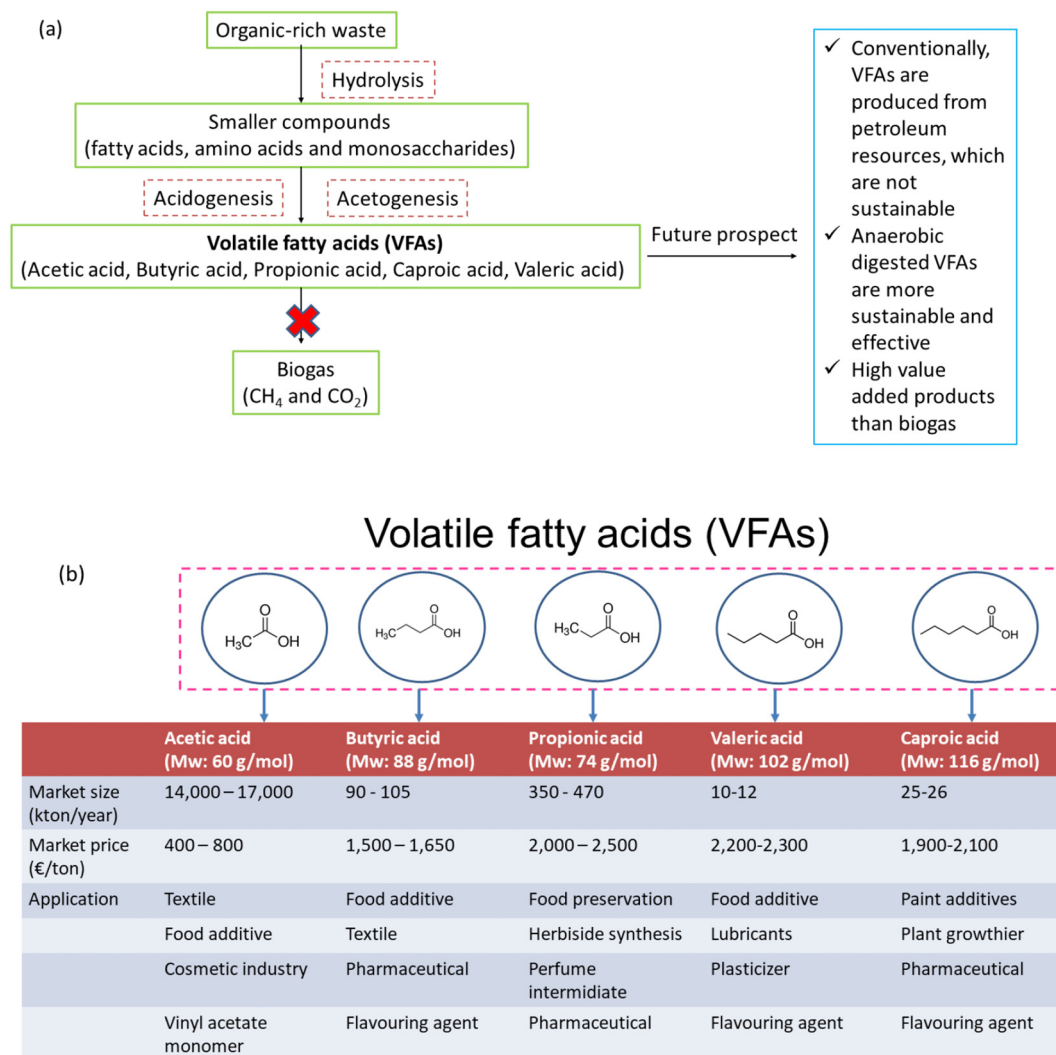 (a)
Organic-rich waste
Hydrolysis
Smaller compounds
(fatty acids, amino acids and monosaccharides)
Acidogenesis
Acetogenesis
Volatile fatty acids (VFAs)
(Acetic acid, Butyric acid, Propionic acid, Caproic acid, Valeric acid)
Future prospect
Biogas
(CH₄ and CO₂)
✓ Conventionally,
VFAs are
produced from
petroleum
resources, which
are not
sustainable
✓ Anaerobic
digested VFAs
are more
sustainable and
effective
✓ High value
added products
than biogas
Volatile fatty acids (VFAs)
(b)
O
H₃C
OH
O
H₃C
OH
O
H₃C
OH
O
OH
O
OH
Acetic acid Butyric acid Propionic acid Valeric acid Caproic acid
(Mw: 60 g/mol) (Mw: 88 g/mol) (Mw: 74 g/mol) (Mw: 102 g/mol) (Mw: 116 g/mol)
Market size 14,000 – 17,000 90 - 105 350 - 470 10-12 25-26
(kton/year)
Market price 400 – 800 1,500 – 1,650 2,000 – 2,500 2,200-2,300 1,900-2,100
(€/ton)
Application Textile Food additive Food preservation Food additive Paint additives
Food additive Textile Herbiside synthesis Lubricants Plant growthier
Cosmetic industry Pharmaceutical Perfume Plasticizer Pharmaceutical
intermidiate
Vinyl acetate Flavouring agent Pharmaceutical Flavouring agent Flavouring agent
monomer